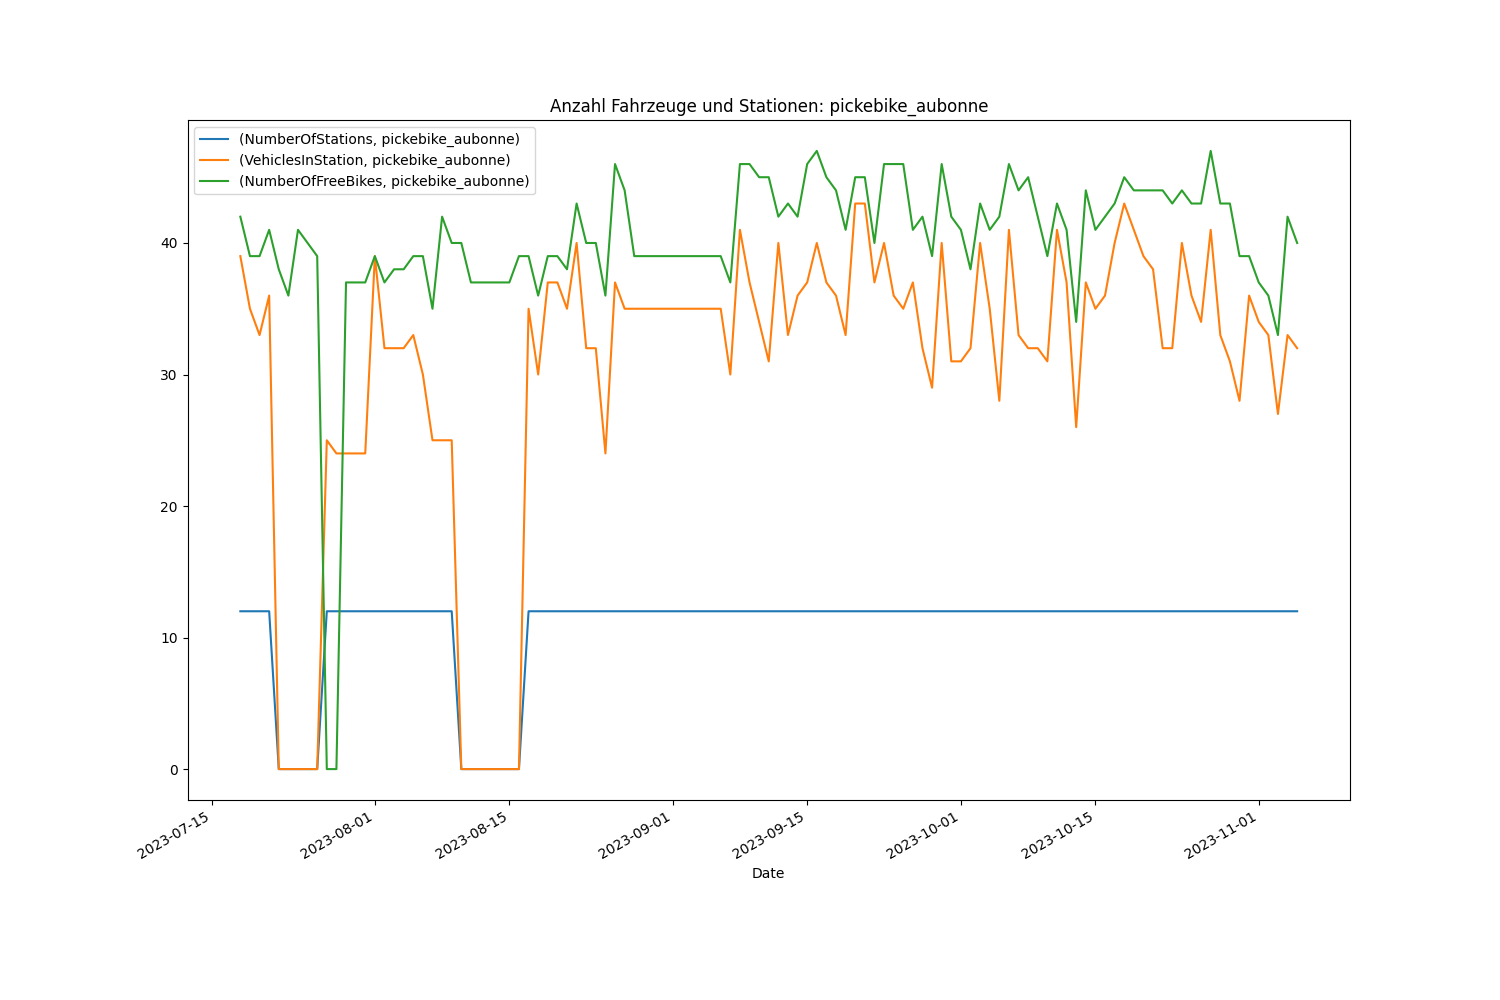 Anzahl Fahrzeuge und Stationen: pickebike_aubonne
(NumberOfStations, pickebike_aubonne)
(VehiclesInStation, pickebike_aubonne)
(NumberOfFreeBikes, pickebike_aubonne)
40
30
20
10
0
2023-07-15
2023-08-01
2023-08-15
2023-09-01
2023-09-15
2023-10-01
2023-10-15
2023-11-01
Date